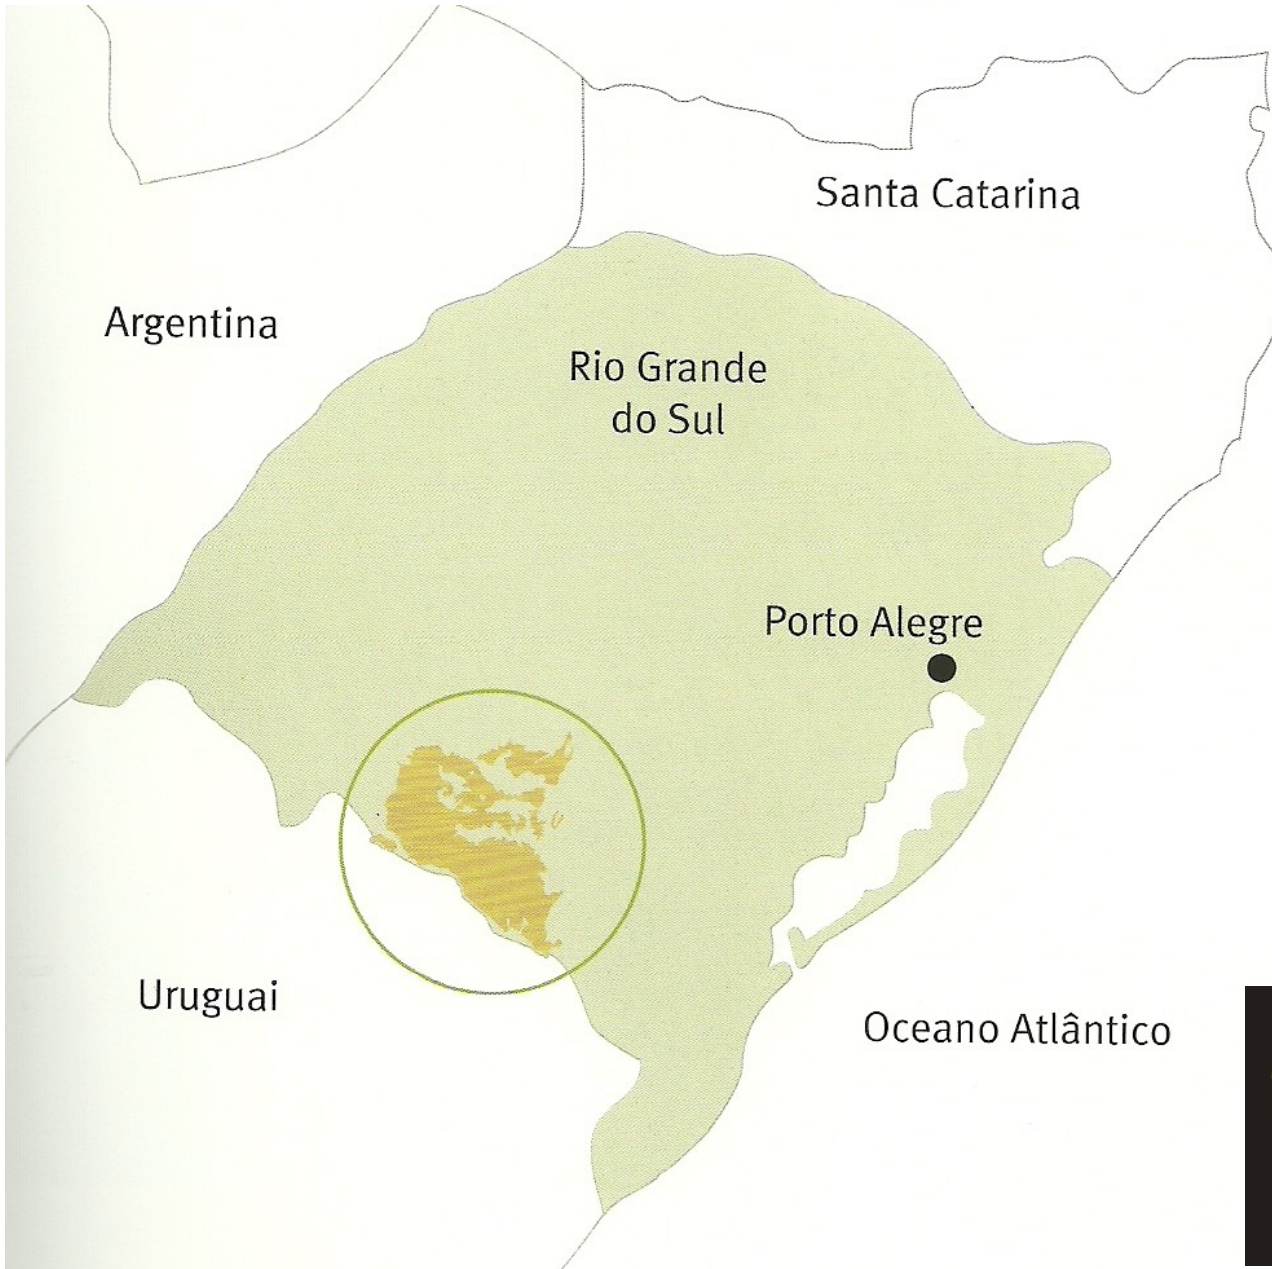 Santa Catarina
Argentina
Rio Grande
do Sul
Porto Alegre
Uruguai
Oceano Atlântico